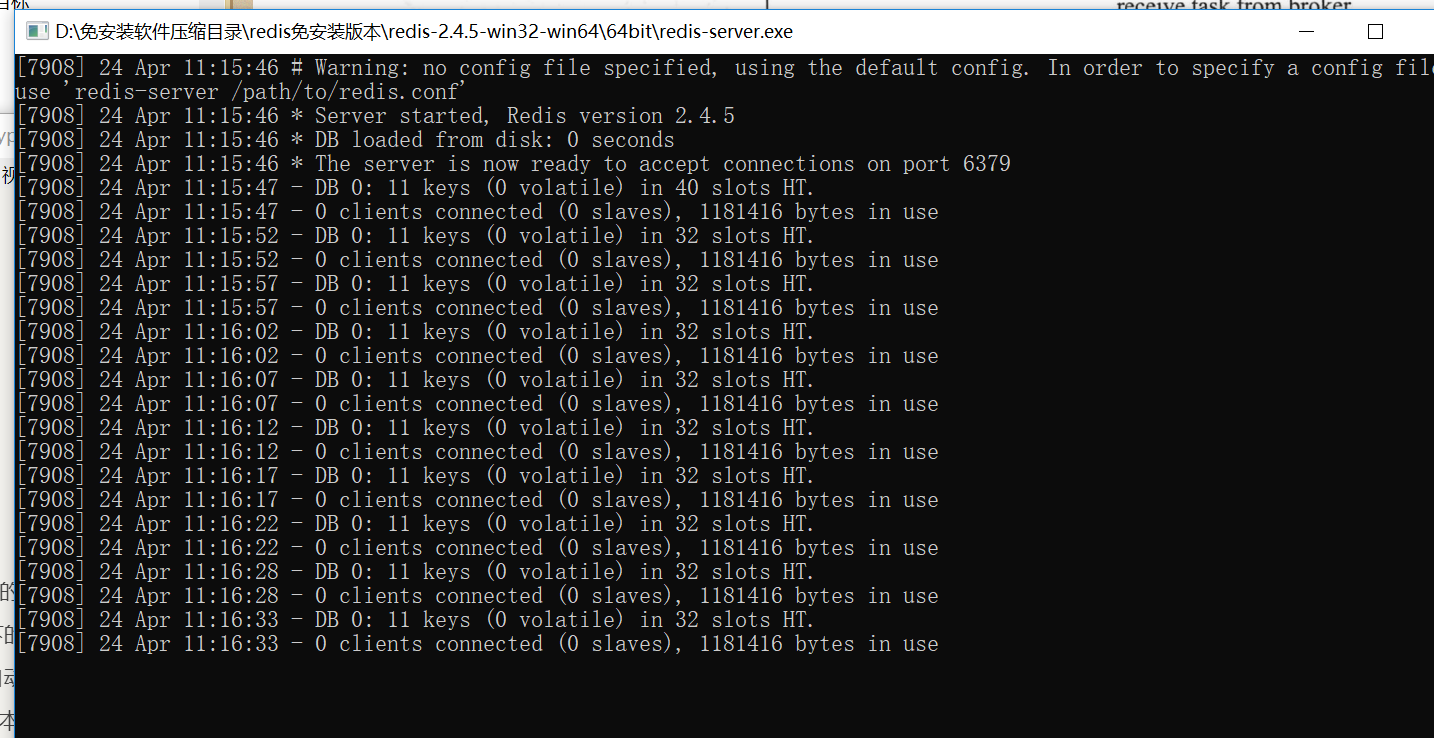 目标
receive task from broker
D:\免安装软件压缩目录\redis免安装版本\redis-2.4.5-win32-win64\64bit\redis-server.exe
[7908] 24 Apr 11:15:46 # Warning: no config file specified, using the default config. In order to specify a config file
use 'redis-server /path/to/redis.conf'
[7908] 24 Apr 11:15:46 * Server started, Redis version 2.4.5
[7908] 24 Apr 11:15:46 * DB loaded from disk: 0 seconds
[7908] 24 Apr 11:15:46 * The server is now ready to accept connections on port 6379
[7908] 24 Apr 11:15:47 - DB 0: 11 keys (0 volatile) in 40 slots HT.
[7908] 24 Apr 11:15:47 - 0 clients connected (0 slaves), 1181416 bytes in use
[7908] 24 Apr 11:15:52 - DB 0: 11 keys (0 volatile) in 32 slots HT.
[7908] 24 Apr 11:15:52 - 0 clients connected (0 slaves), 1181416 bytes in use
[7908] 24 Apr 11:15:57 - DB 0: 11 keys (0 volatile) in 32 slots HT.
[7908] 24 Apr 11:15:57 - 0 clients connected (0 slaves), 1181416 bytes in use
[7908] 24 Apr 11:16:02 - DB 0: 11 keys (0 volatile) in 32 slots HT.
[7908] 24 Apr 11:16:02 - 0 clients connected (0 slaves), 1181416 bytes in use
[7908] 24 Apr 11:16:07 - DB 0: 11 keys (0 volatile) in 32 slots HT.
[7908] 24 Apr 11:16:07 - 0 clients connected (0 slaves), 1181416 bytes in use
[7908] 24 Apr 11:16:12 - DB 0: 11 keys (0 volatile) in 32 slots HT.
[7908] 24 Apr 11:16:12 - 0 clients connected (0 slaves), 1181416 bytes in use
[7908] 24 Apr 11:16:17 - DB 0: 11 keys (0 volatile) in 32 slots HT.
[7908] 24 Apr 11:16:17 - 0 clients connected (0 slaves), 1181416 bytes in use
[7908] 24 Apr 11:16:22 - DB 0: 11 keys (0 volatile) in 32 slots HT.
[7908] 24 Apr 11:16:22 - 0 clients connected (0 slaves), 1181416 bytes in use
[7908] 24 Apr 11:16:28 - DB 0: 11 keys (0 volatile) in 32 slots HT.
[7908] 24 Apr 11:16:28 - 0 clients connected (0 slaves), 1181416 bytes in use
[7908] 24 Apr 11:16:33 - DB 0: 11 keys (0 volatile) in 32 slots HT.
[7908] 24 Apr 11:16:33 - 0 clients connected (0 slaves), 1181416 bytes in use